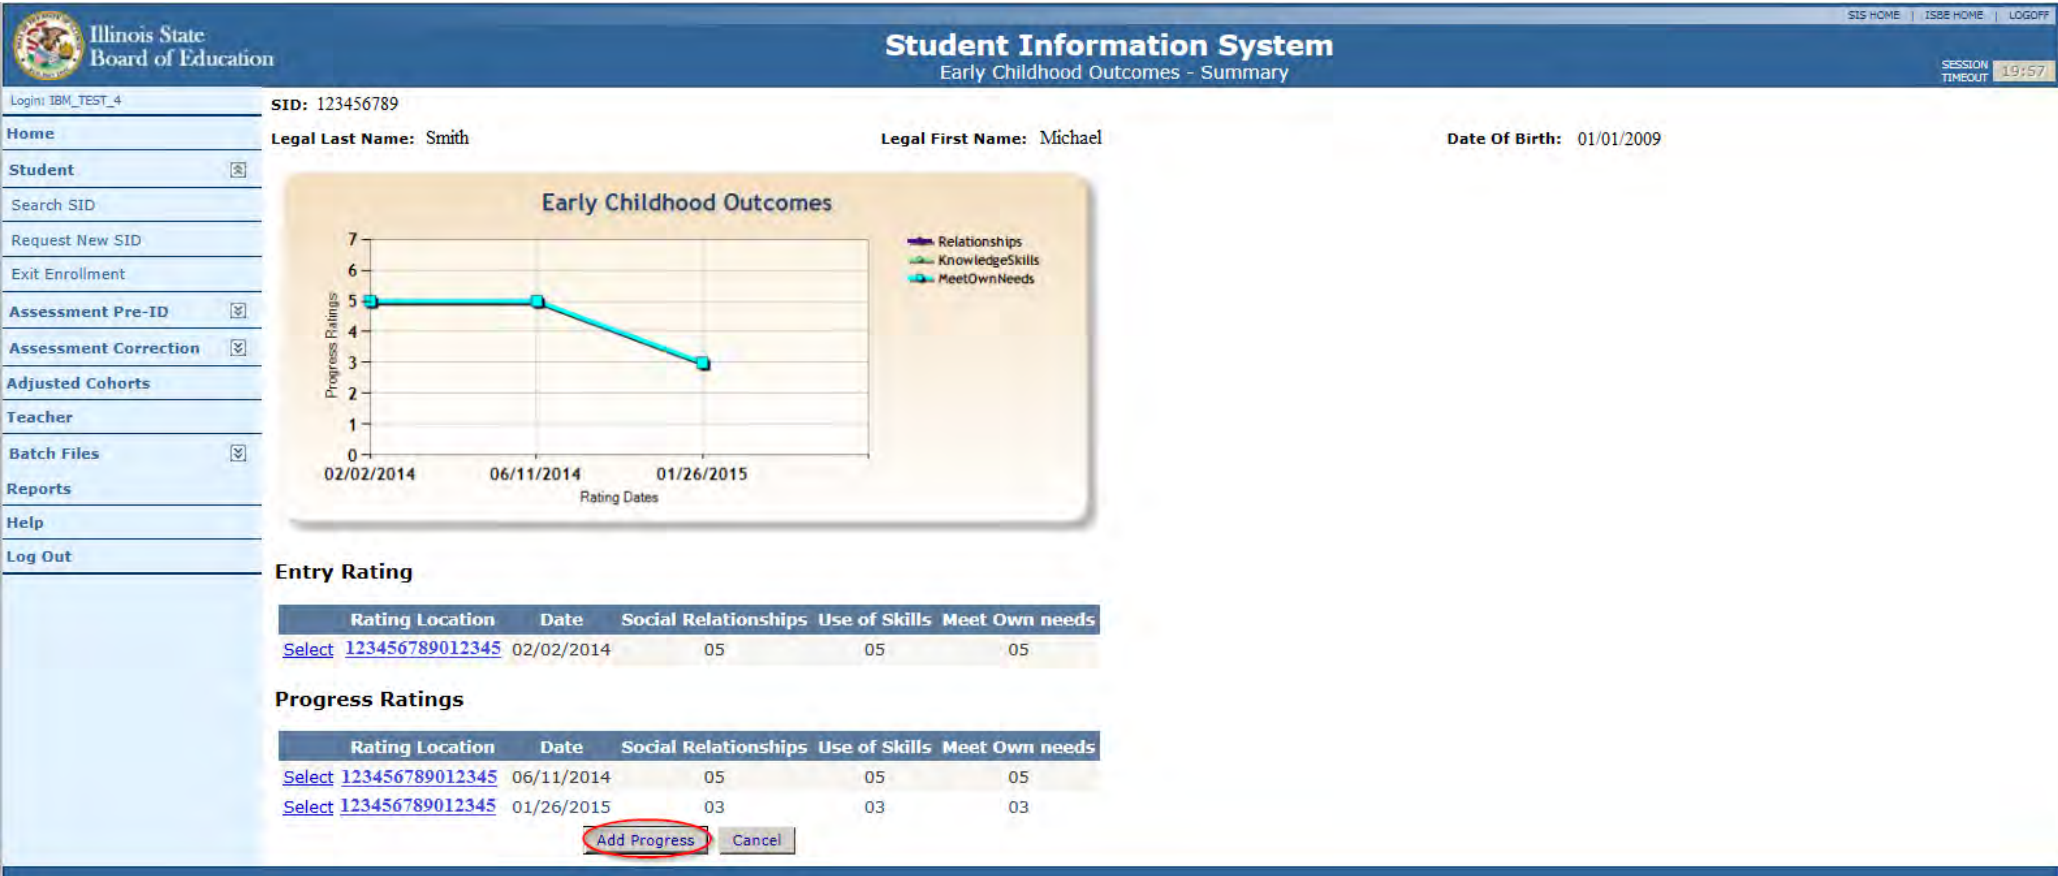 SIS HOME | ISBE HOME | LOGOFF
Illinois State
Board of Education
Student Information System
Early Childhood Outcomes - Summary
SESSION TIMEOUT 19:57
Login: IBM_TEST_4
Home
Student
Search SID
Request New SID
Exit Enrollment
Assessment Pre-ID
Assessment Correction
Adjusted Cohorts
Teacher
Batch Files
Reports
Help
Log Out
SID: 123456789
Legal Last Name: Smith Legal First Name: Michael Date Of Birth: 01/01/2009
Early Childhood Outcomes
Relationships
KnowledgeSkills
MeetOwnNeeds
Progress Ratings
7
6
5
4
3
2
1
0
02/02/2014 06/11/2014 01/26/2015
Rating Dates
Entry Rating
Rating Location Date Social Relationships Use of Skills Meet Own needs
Select 123456789012345 02/02/2014 05 05 05
Progress Ratings
Rating Location Date Social Relationships Use of Skills Meet Own needs
Select 123456789012345 06/11/2014 05 05 05
Select 123456789012345 01/26/2015 03 03 03
Add Progress Cancel